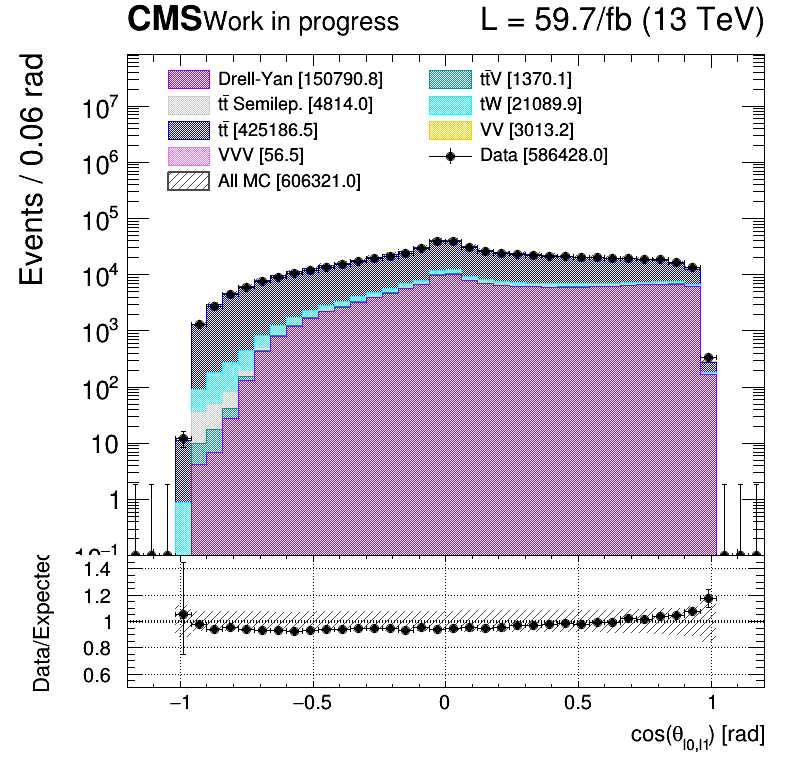 CMS Work in progress L = 59.7/fb (13 TeV)
Events / 0.06 rad
Drell-Yan [150790.8]
tt̄ Semilep. [4814.0]
tt̄ [425186.5]
VVV [56.5]
All MC [606321.0]
tt̄V [1370.1]
tW [21089.9]
VV [3013.2]
Data [586428.0]
10⁷
10⁶
10⁵
10⁴
10³
10²
10
1
10⁻¹
Data/Expected
1.4
1.2
1
0.8
0.6
−1 −0.5 0 0.5 1
cos(θ_l0,l1) [rad]